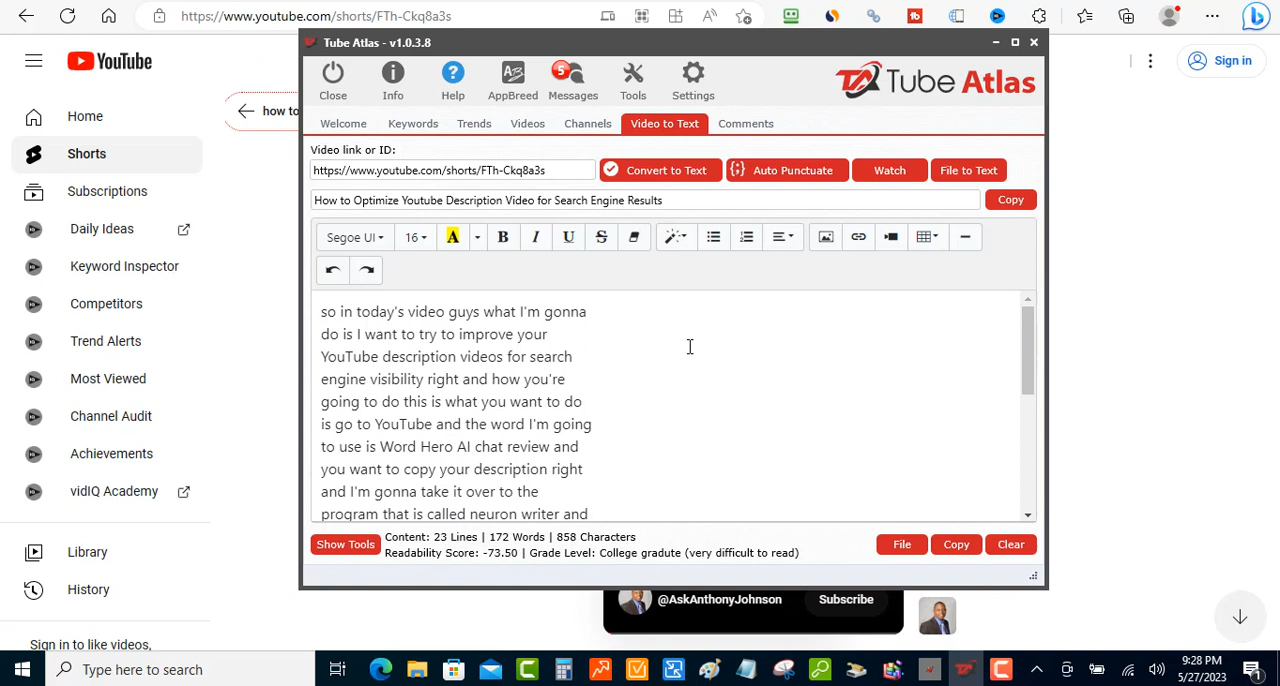 https://www.youtube.com/shorts/FTh-Ckq8a3s
YouTube
Sign in
Home
Shorts
Subscriptions
Daily Ideas
Keyword Inspector
Competitors
Trend Alerts
Most Viewed
Channel Audit
Achievements
vidIQ Academy
Library
History
Sign in to like videos,
how to
Tube Atlas - v1.0.3.8
Close
Info
Help
AppBreed
5
Messages
Tools
Settings
Tube Atlas
Welcome
Keywords
Trends
Videos
Channels
Video to Text
Comments
Video link or ID:
https://www.youtube.com/shorts/FTh-Ckq8a3s
Convert to Text
Auto Punctuate
Watch
File to Text
How to Optimize Youtube Description Video for Search Engine Results
Copy
Segoe UI
16
A
B
I
U
S
so in today's video guys what I'm gonna
do is I want to try to improve your
YouTube description videos for search
engine visibility right and how you're
going to do this is what you want to do
is go to YouTube and the word I'm going
to use is Word Hero AI chat review and
you want to copy your description right
and I'm gonna take it over to the
program that is called neuron writer and
Show Tools
Content: 23 Lines | 172 Words | 858 Characters
Readability Score: -73.50 | Grade Level: College gradute (very difficult to read)
File
Copy
Clear
@AskAnthonyJohnson
Subscribe
Type here to search
9:28 PM
5/27/2023
1